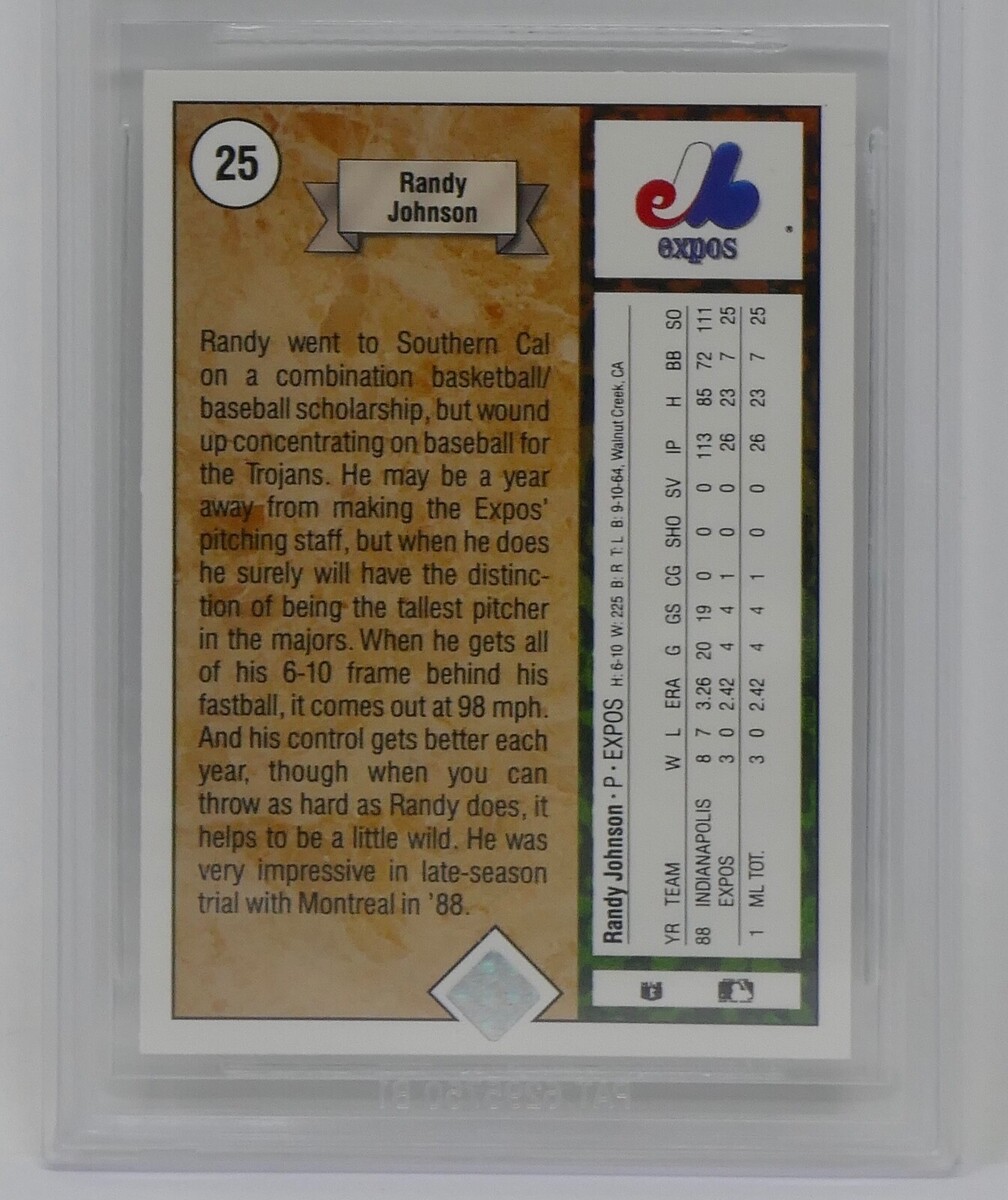 25
Randy
Johnson
Randy went to Southern Cal
on a combination basketball/
baseball scholarship, but wound
up concentrating on baseball for
the Trojans. He may be a year
away from making the Expos'
pitching staff, but when he does
he surely will have the distinc-
tion of being the tallest pitcher
in the majors. When he gets all
of his 6-10 frame behind his
fastball, it comes out at 98 mph.
And his control gets better each
year, though when you can
throw as hard as Randy does, it
helps to be a little wild. He was
very impressive in late-season
trial with Montreal in '88.
expos
Randy Johnson · P · EXPOS H: 6-10 W: 225 B: R T: L B: 9-10-64, Walnut Creek, CA
YR TEAM W L ERA G GS CG SHO SV IP H BB SO
88 INDIANAPOLIS 8 7 3.26 20 19 0 0 0 113 85 72 111
EXPOS 3 0 2.42 4 4 1 0 0 26 23 7 25
1 ML TOT. 3 0 2.42 4 4 1 0 0 26 23 7 25